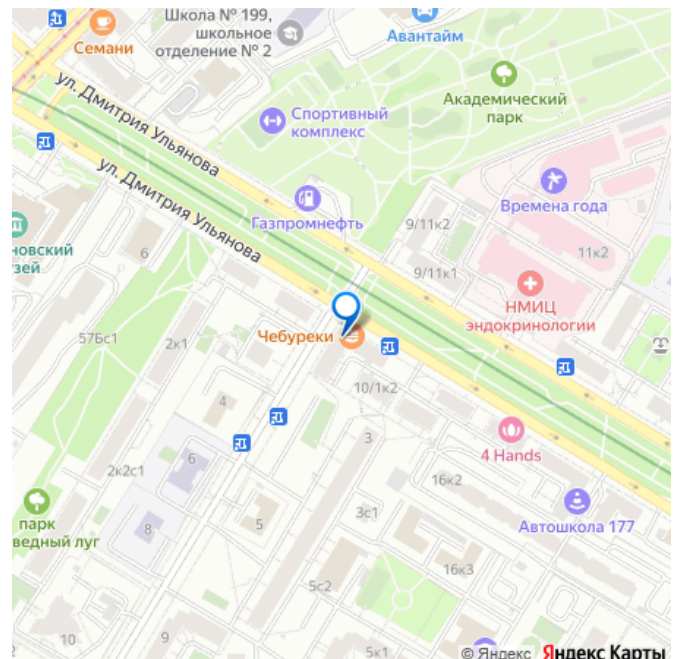 Школа № 199,
школьное
отделение № 2
Семани
Авантайм
Академический
парк
Спортивный
комплекс
ул. Дмитрия Ульянова
ул. Дмитрия Ульянова
Времена года
Газпромнефть
9/11к2
11к2
9/11к1
новский
зей
6
НМИЦ
эндокринологии
Чебуреки
57Бс1
2к1
10/1к2
4
3
4 Hands
6
2к2с1
16к2
парк
ведный луг
8
5
3с1
Автошкола 177
16к3
5с2
10
9
5к1
© Яндекс Яндекс Карты